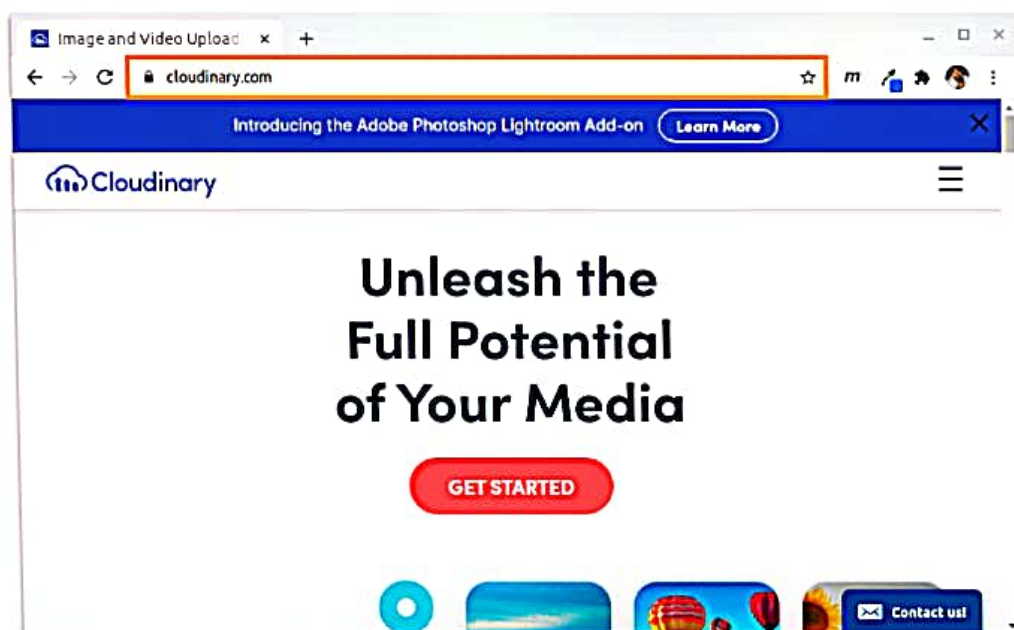 Image and Video Upload
cloudinary.com
m
Introducing the Adobe Photoshop Lightroom Add-on Learn More
Cloudinary
Unleash the
Full Potential
of Your Media
GET STARTED
Contact us!